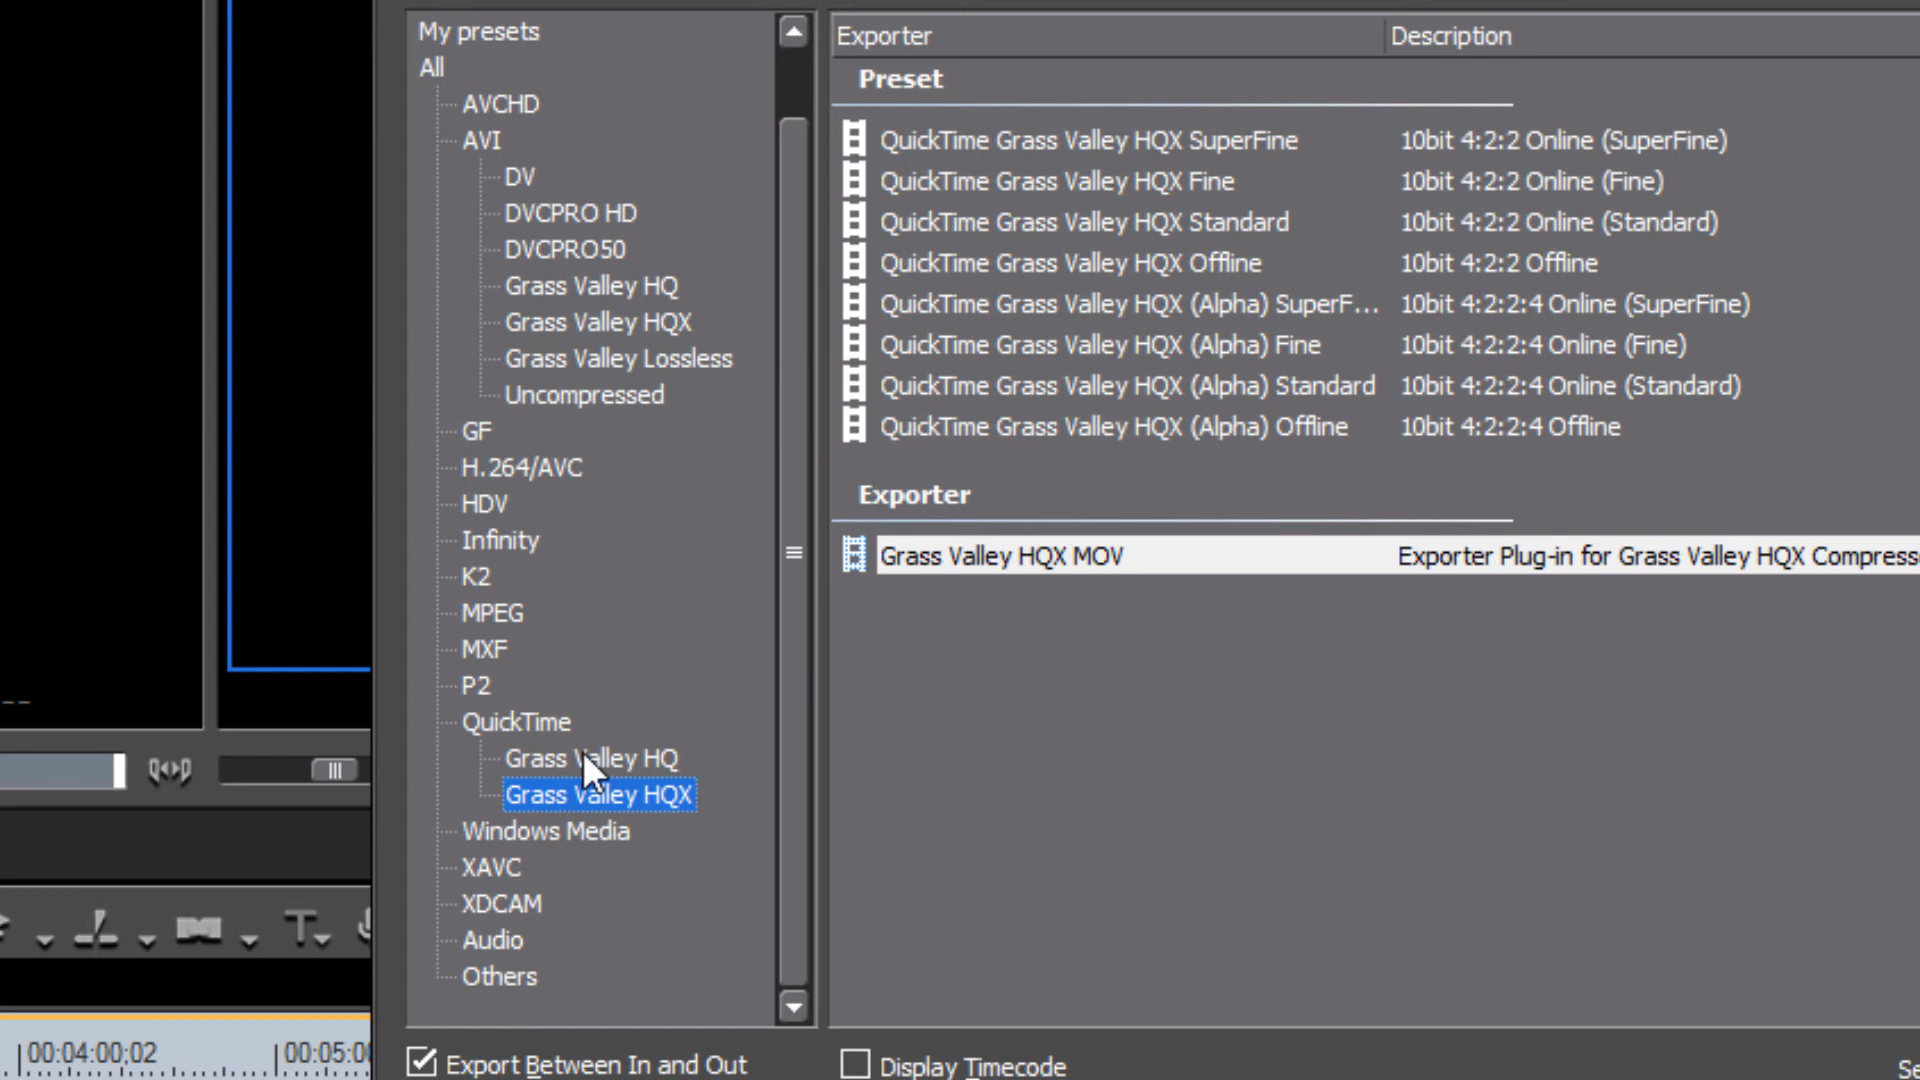 My presets
All
AVCHD
AVI
DV
DVCPRO HD
DVCPRO50
Grass Valley HQ
Grass Valley HQX
Grass Valley Lossless
Uncompressed
GF
H.264/AVC
HDV
Infinity
K2
MPEG
MXF
P2
QuickTime
Grass Valley HQ
Grass Valley HQX
Windows Media
XAVC
XDCAM
Audio
Others
Exporter Description
Preset
QuickTime Grass Valley HQX SuperFine 10bit 4:2:2 Online (SuperFine)
QuickTime Grass Valley HQX Fine 10bit 4:2:2 Online (Fine)
QuickTime Grass Valley HQX Standard 10bit 4:2:2 Online (Standard)
QuickTime Grass Valley HQX Offline 10bit 4:2:2 Offline
QuickTime Grass Valley HQX (Alpha) SuperF... 10bit 4:2:2:4 Online (SuperFine)
QuickTime Grass Valley HQX (Alpha) Fine 10bit 4:2:2:4 Online (Fine)
QuickTime Grass Valley HQX (Alpha) Standard 10bit 4:2:2:4 Online (Standard)
QuickTime Grass Valley HQX (Alpha) Offline 10bit 4:2:2:4 Offline
Exporter
Grass Valley HQX MOV Exporter Plug-in for Grass Valley HQX
00:04:00;02
Export Between In and Out Display Timecode